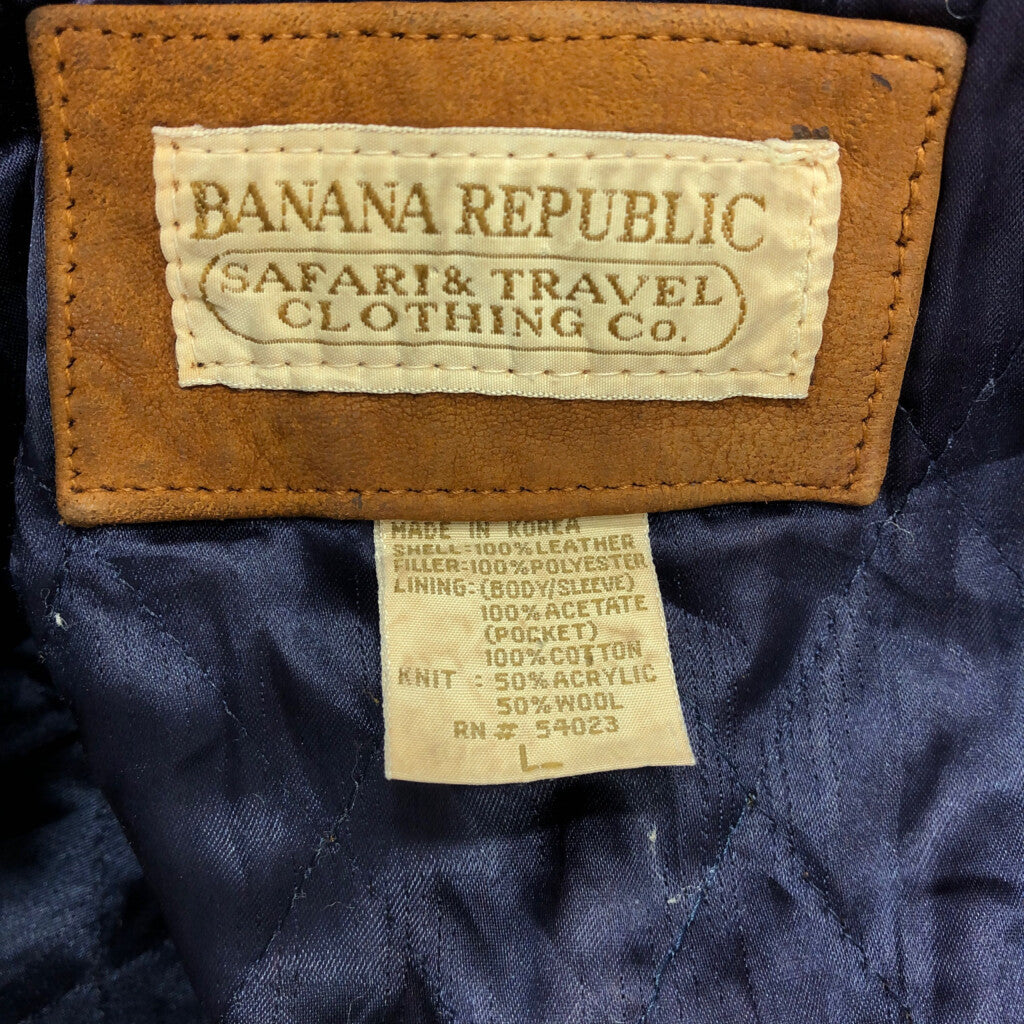 BANANA REPUBLIC
SAFARI & TRAVEL
CLOTHING Co.
MADE IN KOREA
SHELL:100%LEATHER
FILLER:100%POLYESTER
LINING:(BODY/SLEEVE)
100%ACETATE
(POCKET)
100%COTTON
KNIT : 50%ACRYLIC
50%WOOL
RN# 54023
L